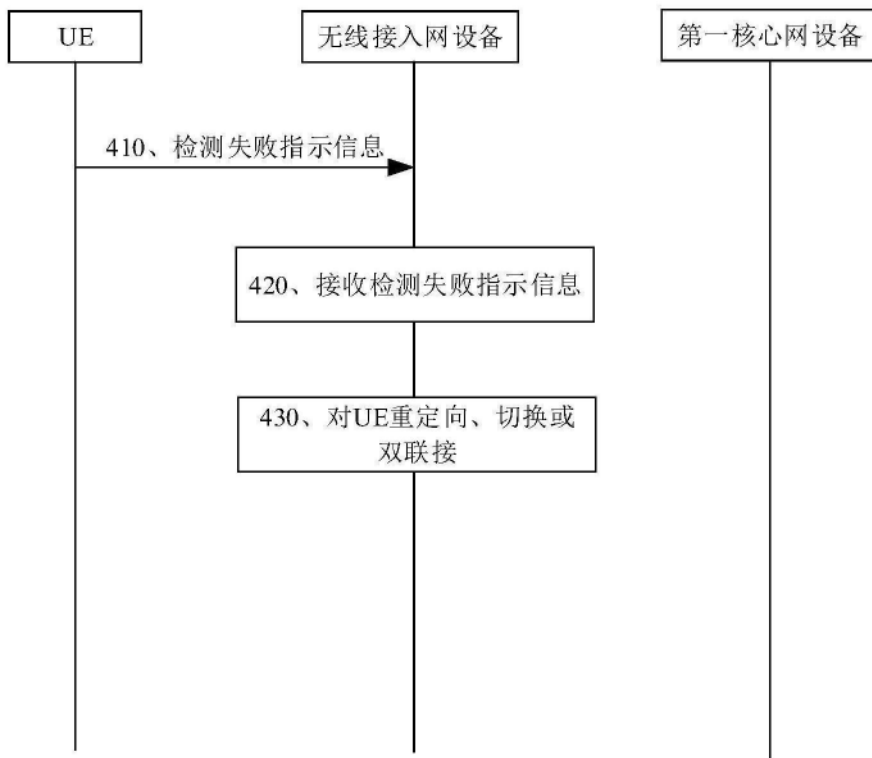 UE
无线接入网设备
第一核心网设备
410、检测失败指示信息
420、接收检测失败指示信息
430、对UE重定向、切换或
双联接